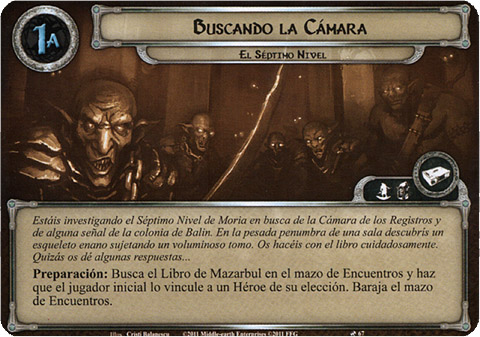 1A
BUSCANDO LA CÁMARA
EL SÉPTIMO NIVEL
Estáis investigando el Séptimo Nivel de Moria en busca de la Cámara de los Registros y
de alguna señal de la colonia de Balin. En la pesada penumbra de una sala descubrís un
esqueleto enano sujetando un voluminoso tomo. Os hacéis con el libro cuidadosamente.
Quizás os dé algunas respuestas...
Preparación: Busca el Libro de Mazarbul en el mazo de Encuentros y haz
que el jugador inicial lo vincule a un Héroe de su elección. Baraja el mazo
de Encuentros.
Illus. Cristi Balanescu ©2011 Middle-earth Enterprises ©2011 FFG 67